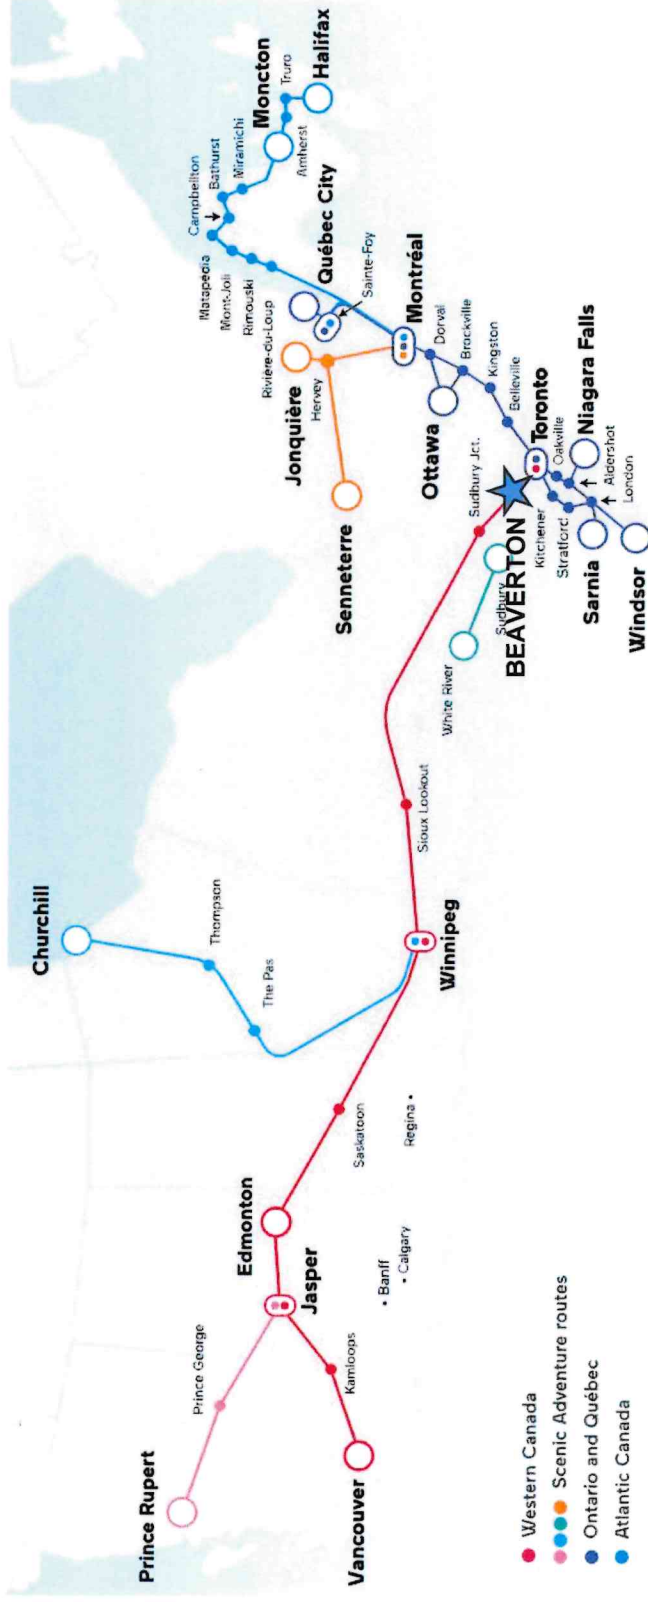 Churchill
Thompson
The Pas
Prince Rupert
Prince George
Edmonton
Jasper
Kamloops
Vancouver
Saskatoon
• Banff
• Calgary
Regina •
Winnipeg
Sioux Lookout
White River
Sudbury
Sudbury Jct.
BEAVERTON
Senneterre
Jonquière
Hervey
Rivière-du-Loup
Rimouski
Mont-Joli
Matapédia
Campbellton
Bathurst
Miramichi
Moncton
Amherst
Truro
Halifax
Québec City
Sainte-Foy
Montréal
Dorval
Ottawa
Brockville
Kingston
Belleville
Toronto
Oakville
Niagara Falls
Aldershot
Kitchener
Stratford
London
Sarnia
Windsor
Western Canada
Scenic Adventure routes
Ontario and Québec
Atlantic Canada